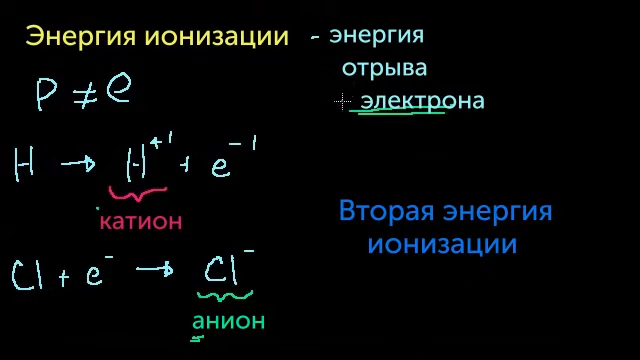 Энергия ионизации - энергия
отрыва
электрона
p ≠ e
H → H⁺¹ + e⁻¹
катион
Вторая энергия
ионизации
Cl + e⁻ → Cl⁻
анион